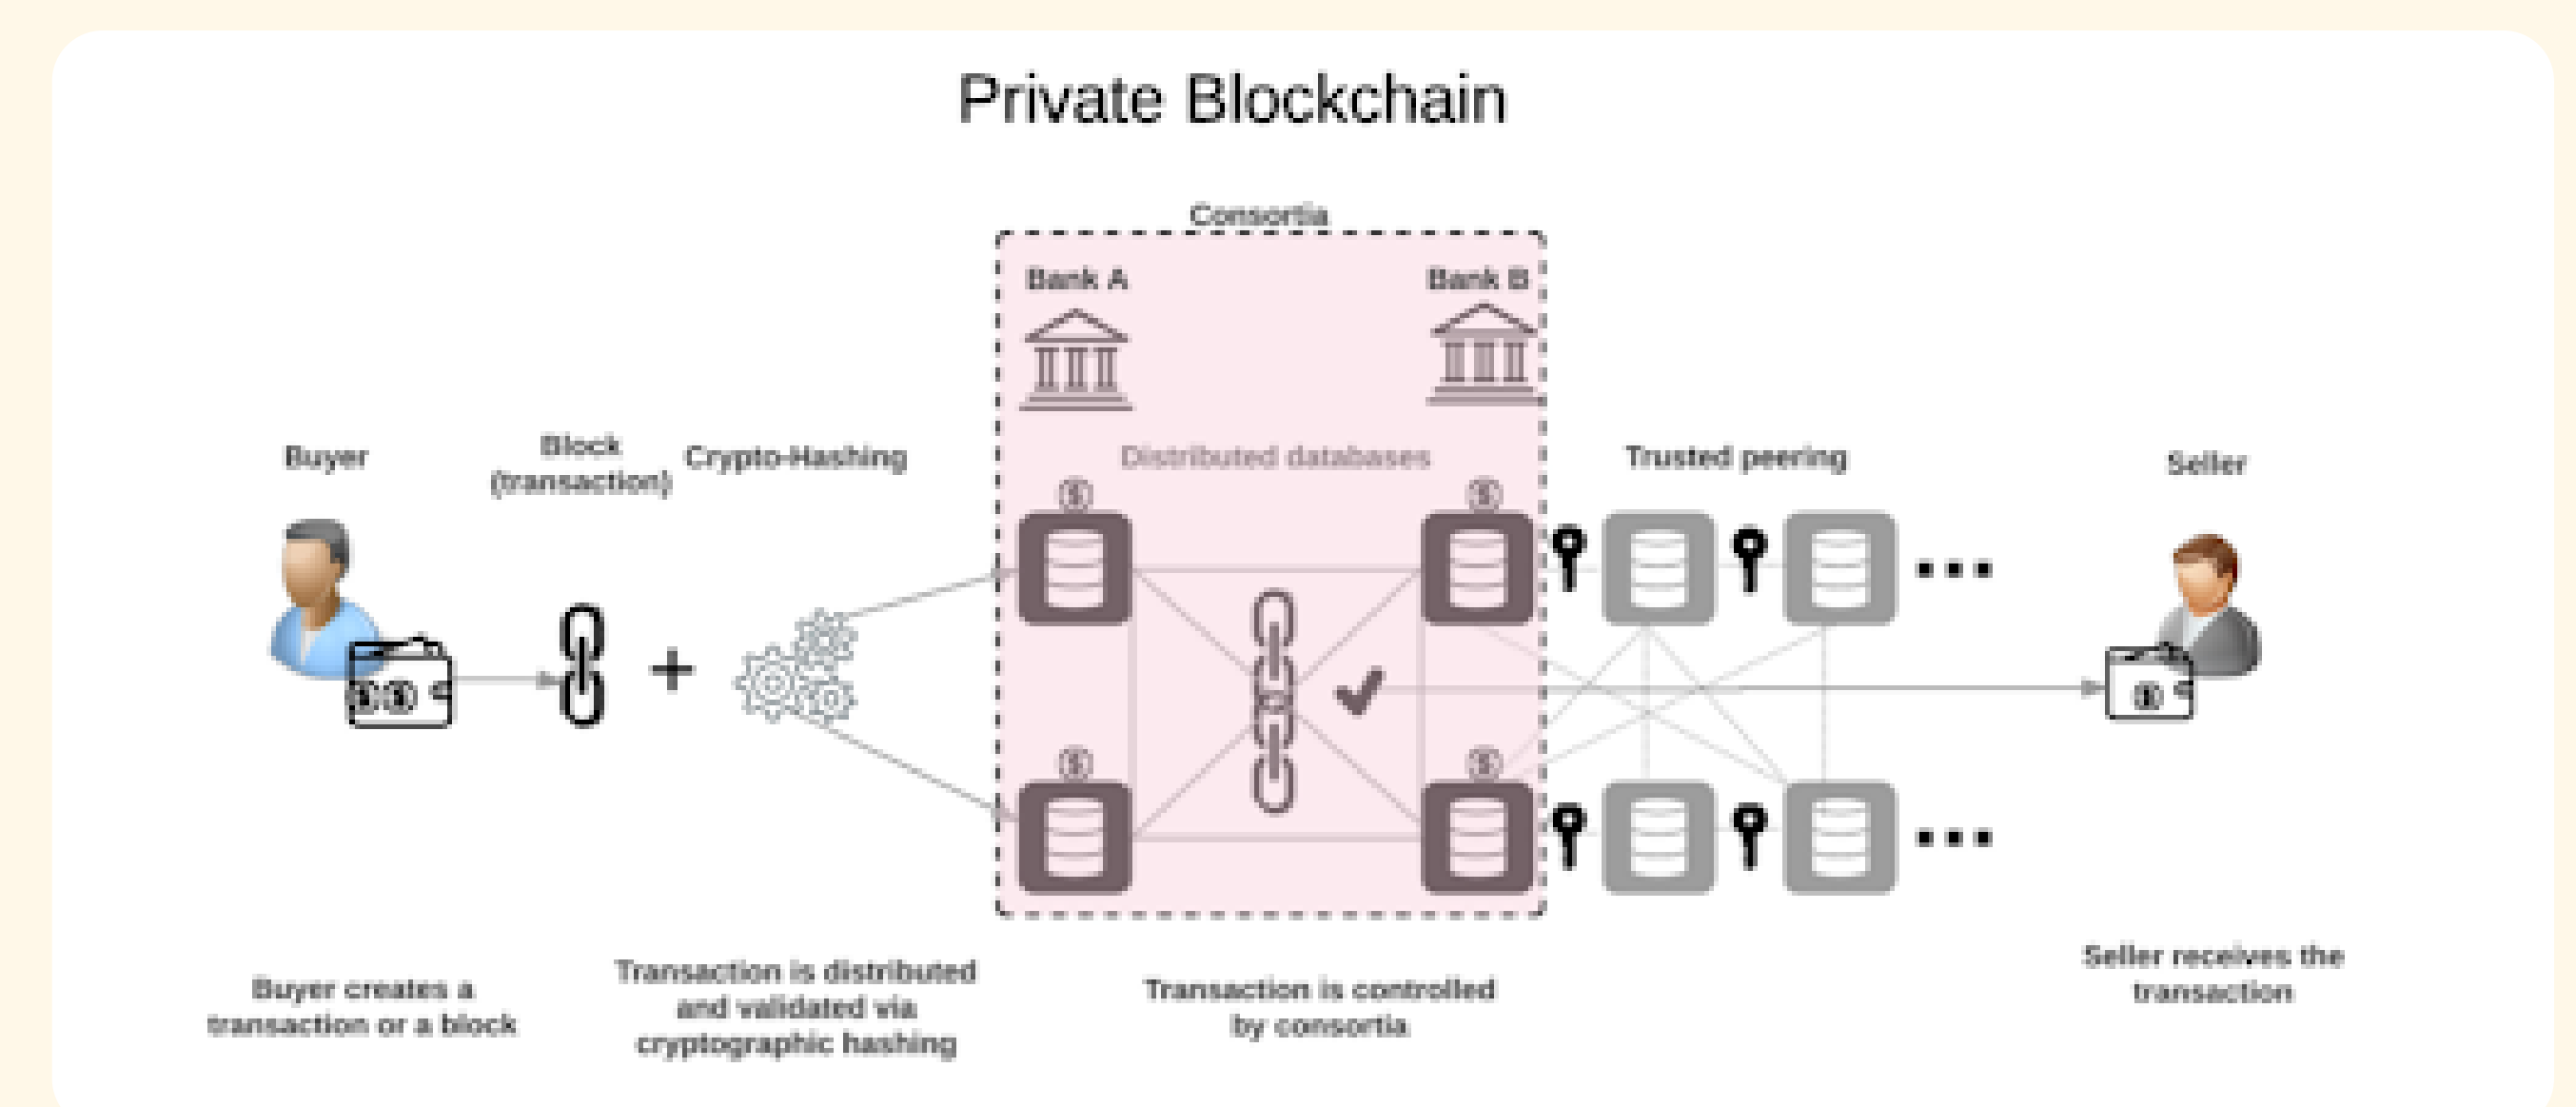 Private Blockchain
Consortia
Bank A
Bank B
Buyer
Block
(transaction)
Crypto-Hashing
Distributed databases
Trusted peering
Seller
Buyer creates a
transaction or a block
Transaction is distributed
and validated via
cryptographic hashing
Transaction is controlled
by consortia
Seller receives the
transaction